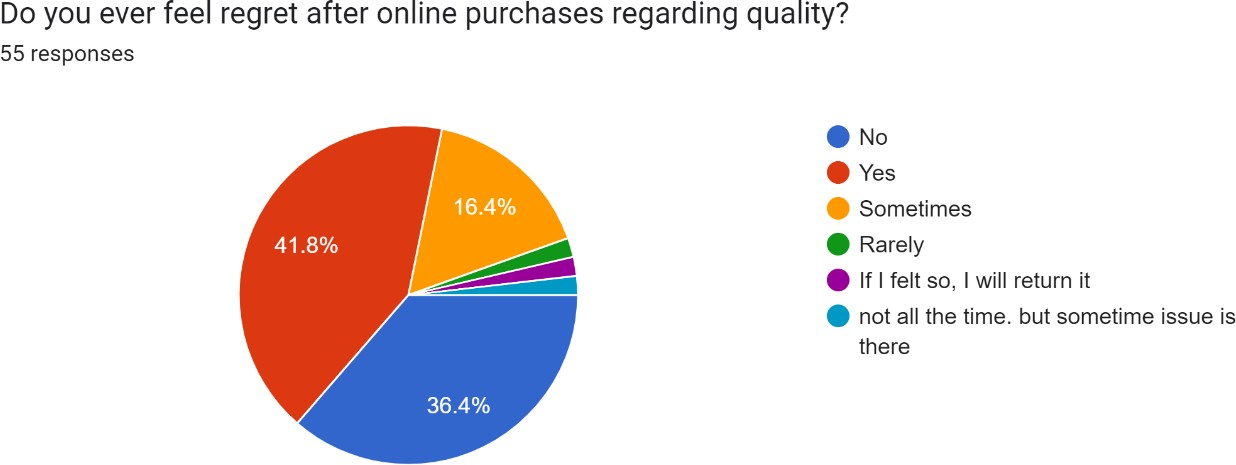 Do you ever feel regret after online purchases regarding quality?
55 responses
No
Yes
Sometimes
Rarely
If I felt so, I will return it
not all the time. but sometime issue is
there
16.4%
41.8%
36.4%